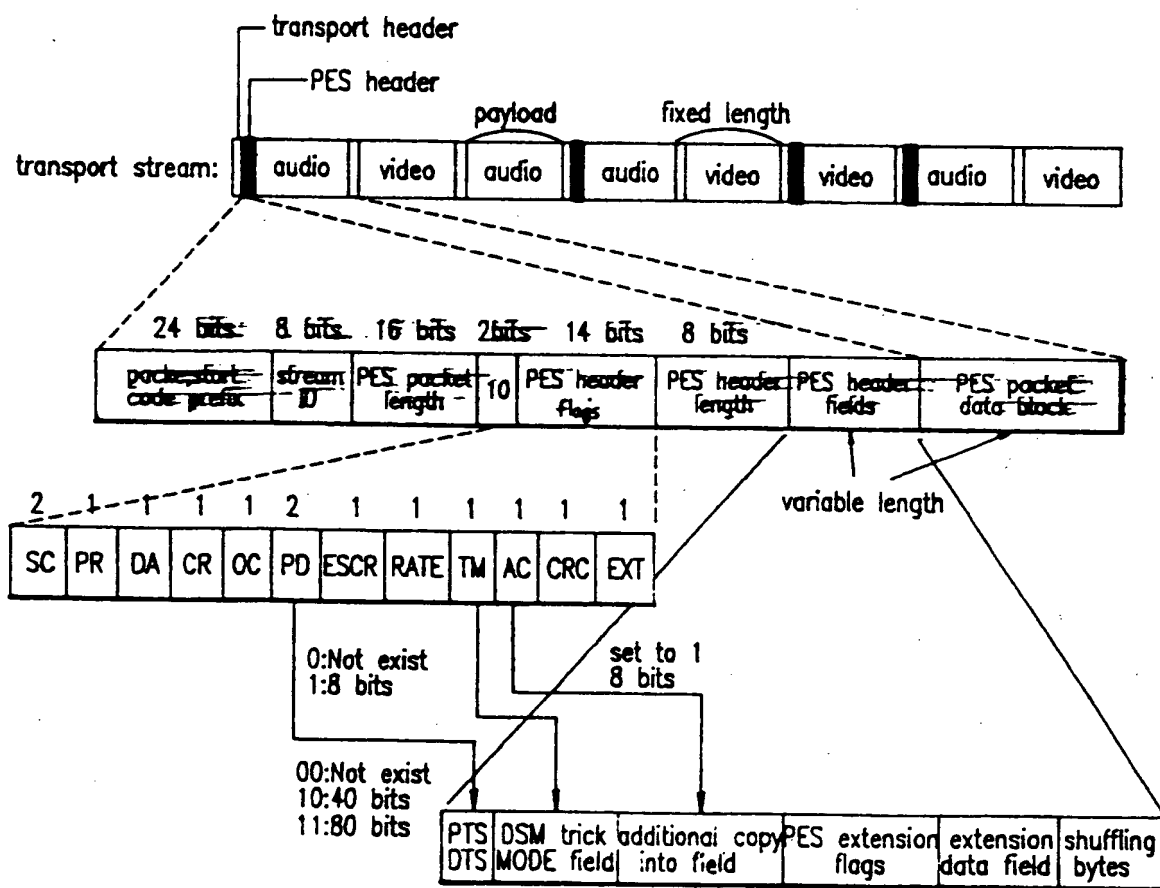 transport header
PES header
payload fixed length
transport stream: audio video audio audio video video audio video
24 bits 8 bits 16 bits 2bits 14 bits 8 bits
packe,start stream PES packet 10 PES header PES header PES header PES packet
code prefix ID length flags length fields data block
variable length
2 1 1 1 1 2 1 1 1 1 1 1
SC PR DA CR OC PD ESCR RATE TM AC CRC EXT
0:Not exist
1:8 bits
set to 1
8 bits
00:Not exist
10:40 bits
11:80 bits
PTS DSM trick additional copy PES extension extension shuffling
DTS MODE field into field flags data field bytes